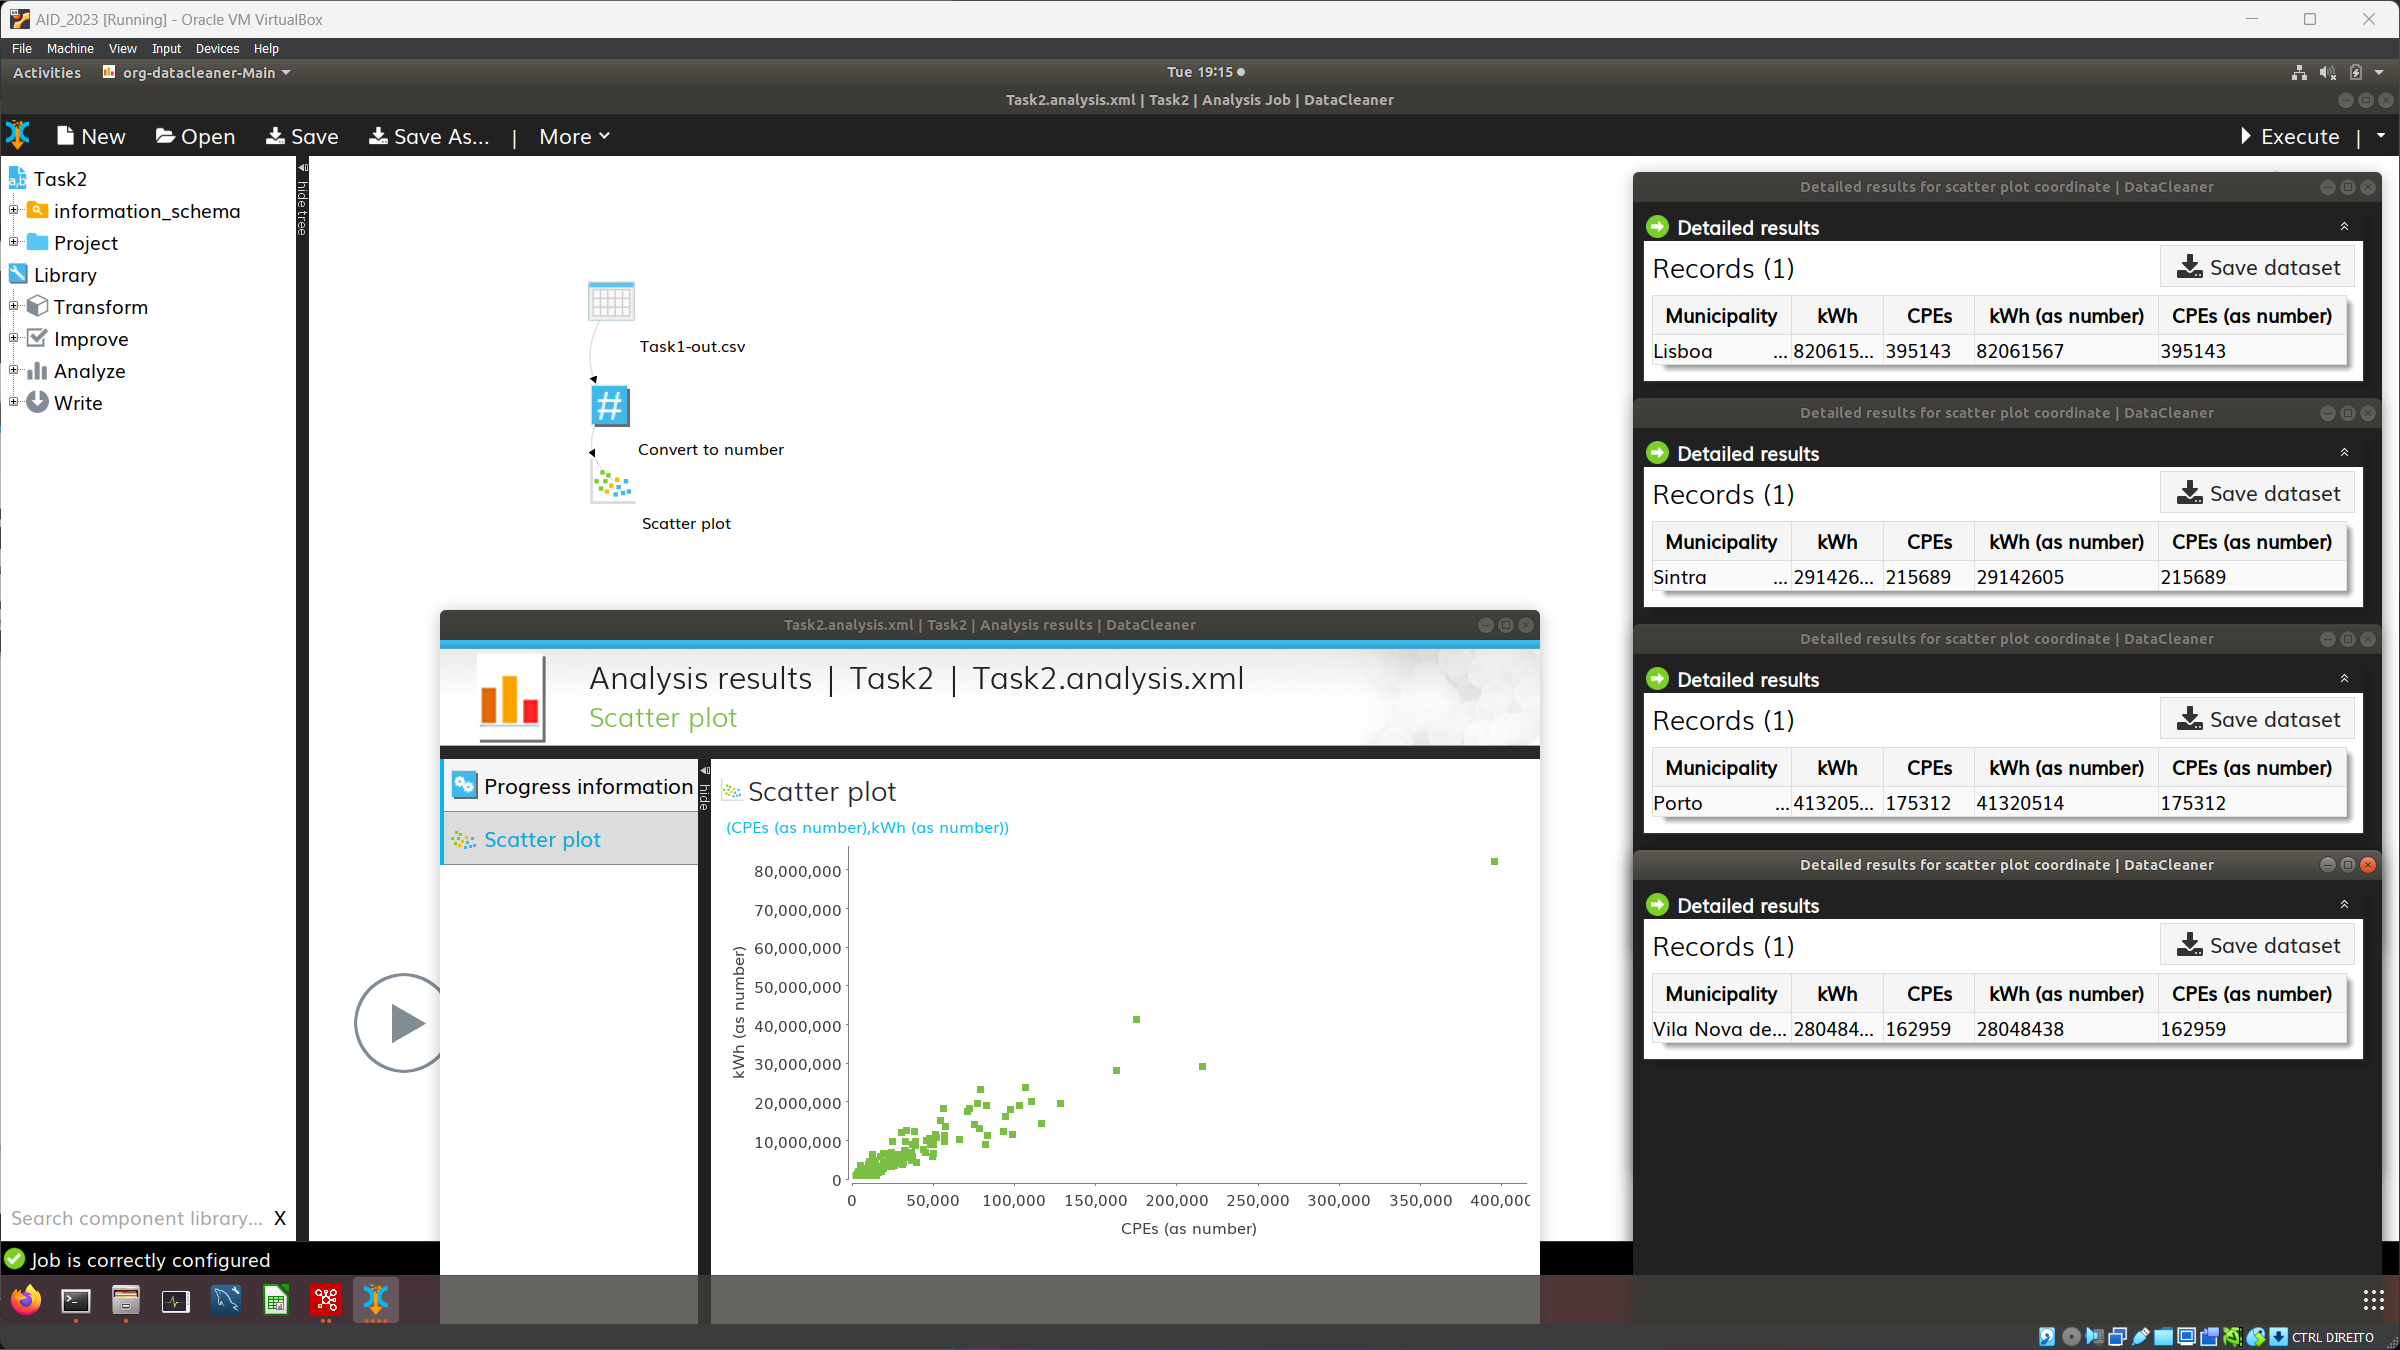 AID_2023 [Running] - Oracle VM VirtualBox
File Machine View Input Devices Help
Activities org-datacleaner-Main Tue 19:15
Task2.analysis.xml | Task2 | Analysis Job | DataCleaner
New Open Save Save As... | More Execute |
Task2
information_schema
Project
Library
Transform
Improve
Analyze
Write
hide tree
Search component library... X
Job is correctly configured
Task1-out.csv
Convert to number
Scatter plot
Task2.analysis.xml | Task2 | Analysis results | DataCleaner
Analysis results | Task2 | Task2.analysis.xml
Scatter plot
Progress information
Scatter plot
hide
Scatter plot
(CPEs (as number),kWh (as number))
kWh (as number)
80,000,000
70,000,000
60,000,000
50,000,000
40,000,000
30,000,000
20,000,000
10,000,000
0
0 50,000 100,000 150,000 200,000 250,000 300,000 350,000 400,000
CPEs (as number)
Detailed results for scatter plot coordinate | DataCleaner
Detailed results
Records (1) Save dataset
Municipality kWh CPEs kWh (as number) CPEs (as number)
Lisboa ... 820615... 395143 82061567 395143
Detailed results for scatter plot coordinate | DataCleaner
Detailed results
Records (1) Save dataset
Municipality kWh CPEs kWh (as number) CPEs (as number)
Sintra ... 291426... 215689 29142605 215689
Detailed results for scatter plot coordinate | DataCleaner
Detailed results
Records (1) Save dataset
Municipality kWh CPEs kWh (as number) CPEs (as number)
Porto ... 413205... 175312 41320514 175312
Detailed results for scatter plot coordinate | DataCleaner
Detailed results
Records (1) Save dataset
Municipality kWh CPEs kWh (as number) CPEs (as number)
Vila Nova de... 280484... 162959 28048438 162959
CTRL DIREITO